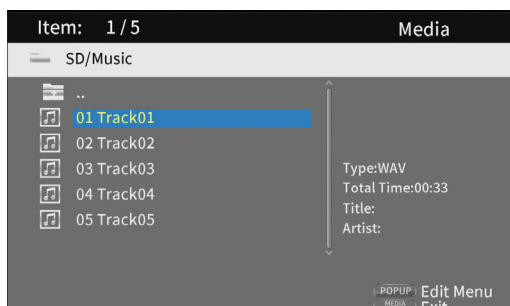 Item: 1/5 Media
SD/Music
..
01 Track01
02 Track02
03 Track03
04 Track04
05 Track05
Type:WAV
Total Time:00:33
Title:
Artist:
POPUP Edit Menu
MEDIA Exit